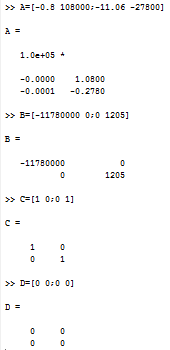 >> A=[-0.8 108000;-11.06 -27800]
A =
1.0e+05 *
-0.0000 1.0800
-0.0001 -0.2780
>> B=[-11780000 0;0 1205]
B =
-11780000 0
0 1205
>> C=[1 0;0 1]
C =
1 0
0 1
>> D=[0 0;0 0]
D =
0 0
0 0